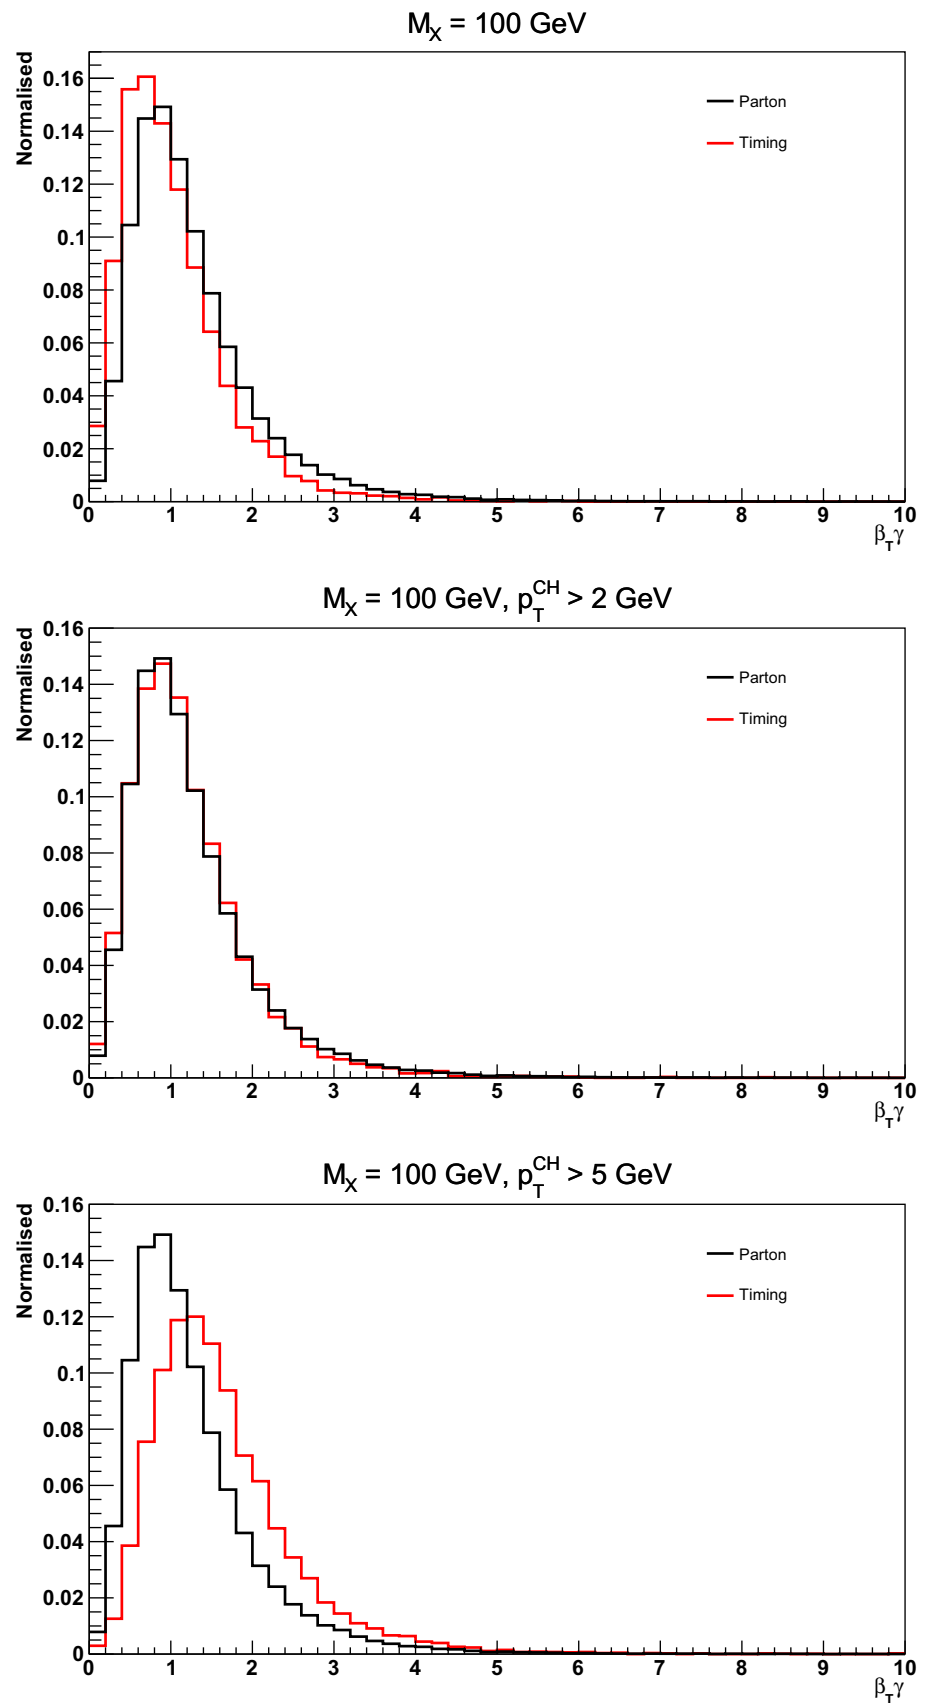 M_X = 100 GeV
Normalised
Parton
Timing
0.16
0.14
0.12
0.1
0.08
0.06
0.04
0.02
0
0 1 2 3 4 5 6 7 8 9 10
β_Tγ
M_X = 100 GeV, p_T^CH > 2 GeV
Normalised
0.16
Parton
Timing
0.14
0.12
0.1
0.08
0.06
0.04
0.02
0
0 1 2 3 4 5 6 7 8 9 10
β_Tγ
M_X = 100 GeV, p_T^CH > 5 GeV
Normalised
0.16
Parton
Timing
0.14
0.12
0.1
0.08
0.06
0.04
0.02
0
0 1 2 3 4 5 6 7 8 9 10
β_Tγ